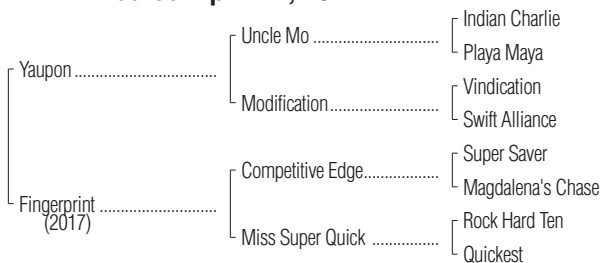 Indian Charlie
Uncle Mo ......................
Playa Maya
Yaupon .........................
Vindication
Modification...................
Swift Alliance
Super Saver
Competitive Edge.............
Magdalena's Chase
Fingerprint .....................
(2017)
Rock Hard Ten
Miss Super Quick ............
Quickest